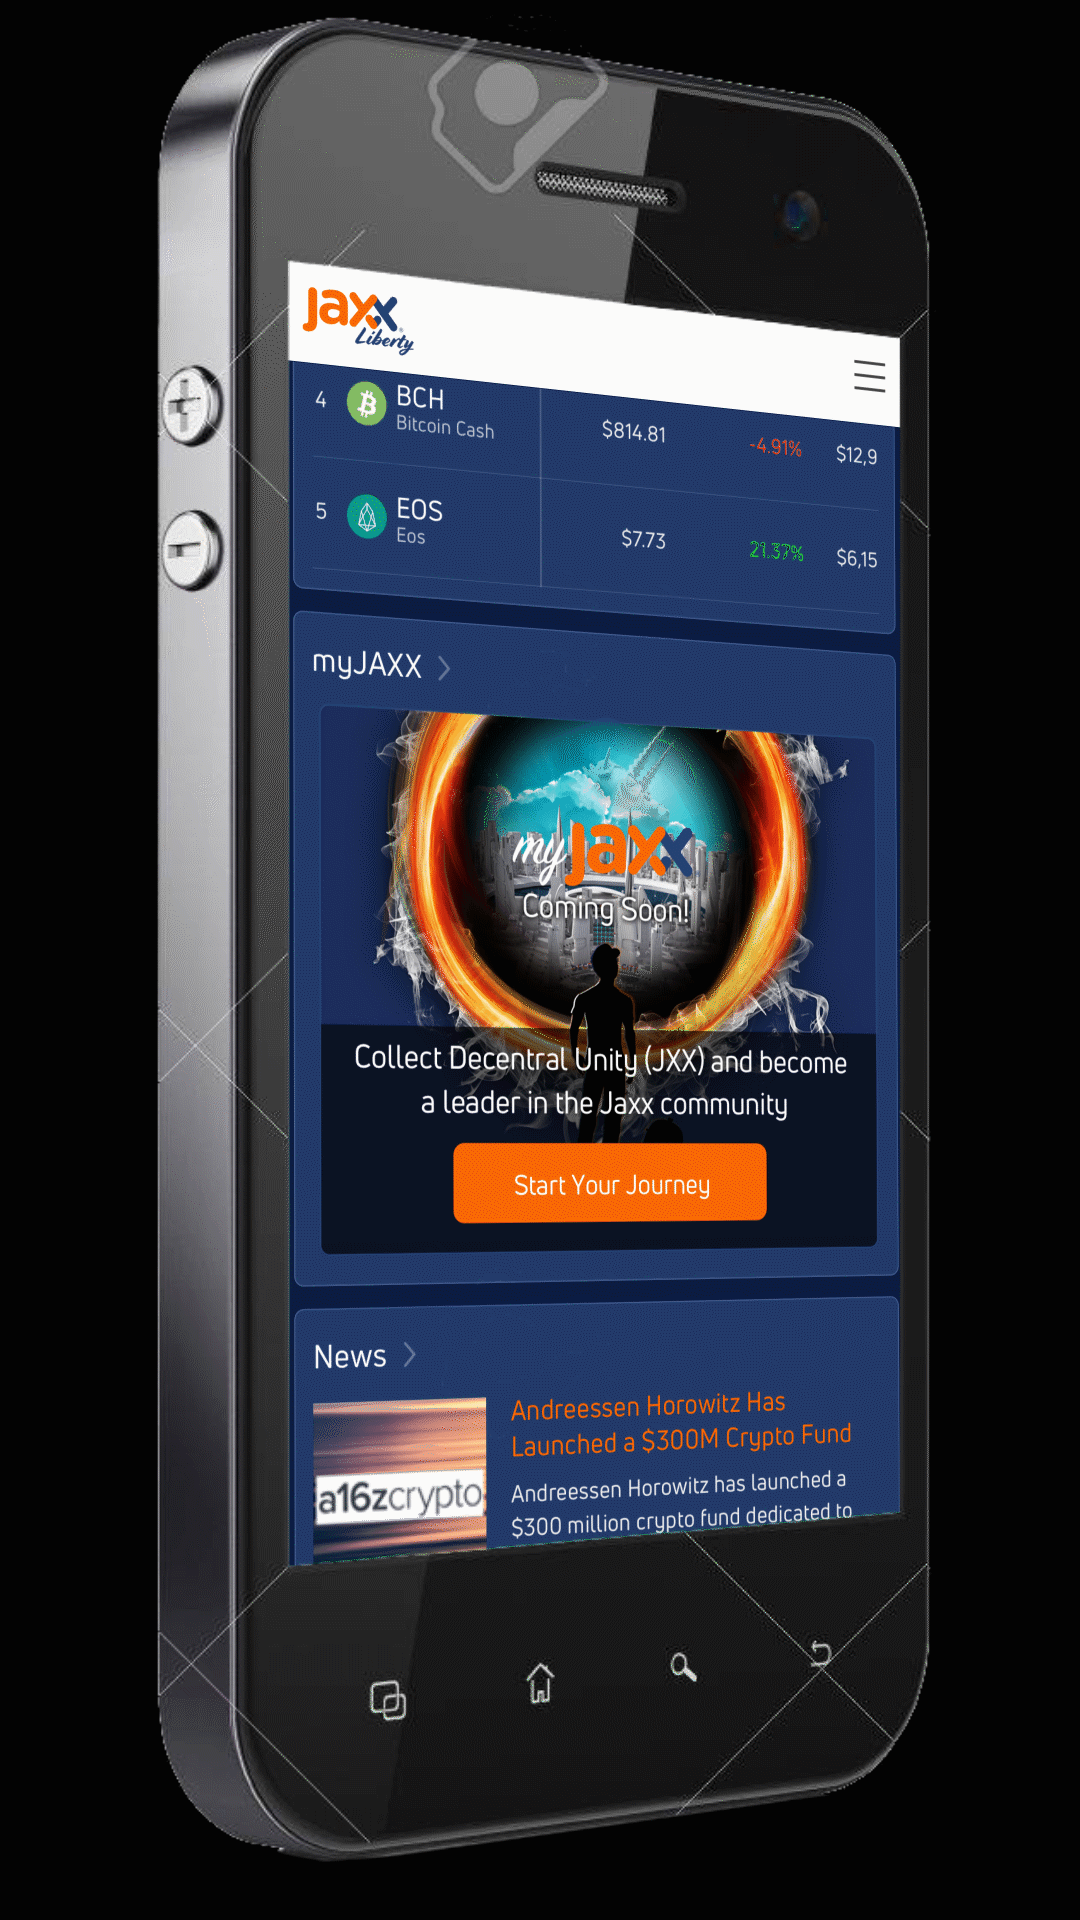 Jaxx
Liberty
4 BCH $814.81 -4.91% $12,9
Bitcoin Cash
5 EOS $7.73 21.37% $6,15
Eos
myJAXX
my Jaxx
Coming Soon!
Collect Decentral Unity (JXX) and become
a leader in the Jaxx community
Start Your Journey
News
Andreessen Horowitz Has
Launched a $300M Crypto Fund
a16zcrypto
Andreessen Horowitz has launched a
$300 million crypto fund dedicated to